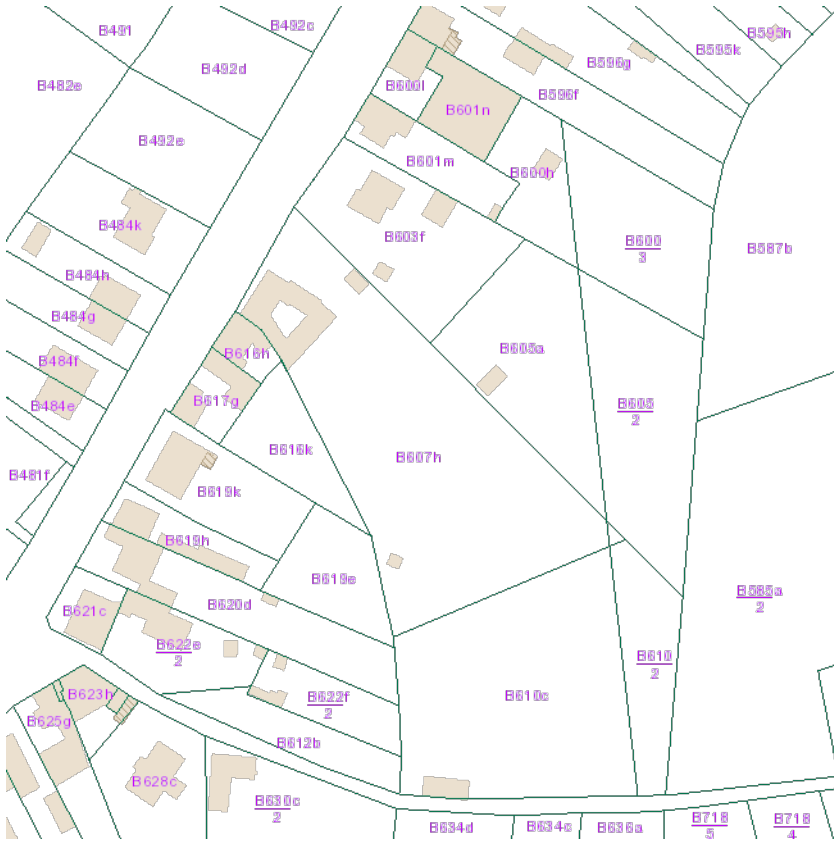 B491
B492c
B595h
B595k
B596g
B492d
B482e
B600l
B596f
B601n
B492e
B601m
B600h
B484k
B603f
B600
3
B587b
B484h
B484g
B605a
B616h
B484f
B617g
B484e
B605
2
B616k
B607h
B481f
B619k
B619h
B619e
B585a
2
B620d
B621c
B622e
2
B610
2
B623h
B622f
2
B610c
B625g
B612b
B628c
B630c
2
B634d
B634c
B636a
B718
5
B718
4